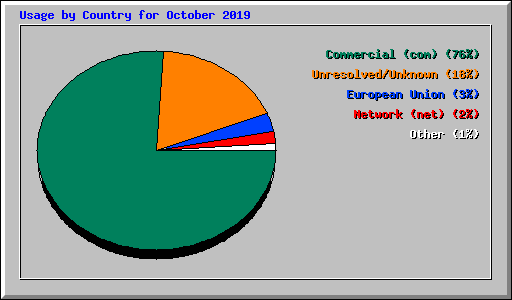 Usage by Country for October 2019
Commercial (com) (76%)
Unresolved/Unknown (18%)
European Union (3%)
Network (net) (2%)
Other (1%)